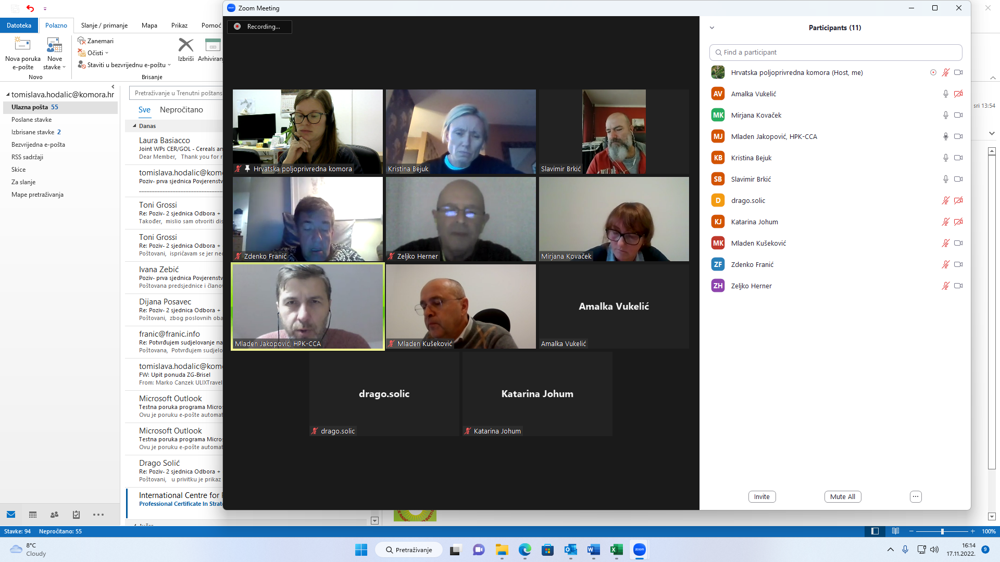 Datoteka
Polazno
Slanje / primanje
Mapa
Prikaz
Pomoć
Nova poruka
e-pošte
Nove
stavke
Novo
Zanemari
Očisti
Staviti u bezvrijednu e-poštu
Izbriši
Arhiviranj
Brisanje
tomislava.hodalic@komora.hr
Ulazna pošta 55
Poslane stavke
Izbrisane stavke 2
Bezvrijedna e-pošta
RSS sadržaji
Skice
Za slanje
Mape pretraživanja
Pretraživanje u Trenutni poštans
Sve Nepročitano
Danas
Laura Basiacco
Joint WPs CER/GOL - Cereals an
Dear Member, Thank you for r
tomislava.hodalic@komo
Poziv- prva sjednica Povjerenstv
Toni Grossi
Re: Poziv- 2 sjednica Odbora +
Također, mislio sam otvoriti dis
Toni Grossi
Re: Poziv- 2 sjednica Odbora +
Poštovani, ispričavam se jer neć
Ivana Zebić
Poziv- prva sjednica Povjerenstv
Poštovana predsjednice i članov
Dijana Posavec
Re: Poziv- 2 sjednica Odbora +
Poštovani, zbog poslovnih oba
franic@franic.info
Re: Potvrđujem sudjelovanje na
Poštovana, Potvrđujem sudjelo
tomislava.hodalic@komo
FW: Upit ponuda ZG-Brisel
From: Marko Canzek ULIXTravel
Microsoft Outlook
Testna poruka programa Micros
Ovu je poruku e-pošte automat
Microsoft Outlook
Testna poruka programa Micros
Ovu je poruku e-pošte automat
Drago Solić
Re: Poziv- 2 sjednica Odbora +
Poštovani, u privitku je prikaz
International Centre for
Professional Certificate In Strate
Zoom Meeting
Recording...
Hrvatska poljoprivredna komora
Kristina Bejuk
Slavimir Brkić
Zdenko Franić
Zeljko Herner
Mirjana Kovaček
Mladen Jakopović, HPK-CCA
Mladen Kušeković
Amalka Vukelić
Amalka Vukelić
drago.solic
drago.solic
Katarina Johum
Katarina Johum
Participants (11)
Find a participant
Hrvatska poljoprivredna komora (Host, me)
AV Amalka Vukelić
MK Mirjana Kovaček
MJ Mladen Jakopović, HPK-CCA
KB Kristina Bejuk
SB Slavimir Brkić
D drago.solic
KJ Katarina Johum
MK Mladen Kušeković
ZF Zdenko Franić
ZH Zeljko Herner
Invite
Mute All
sri 13:54
Stavke: 94 Nepročitano: 55
100%
8°C
Cloudy
Pretraživanje
zoom
16:14
17.11.2022.
9